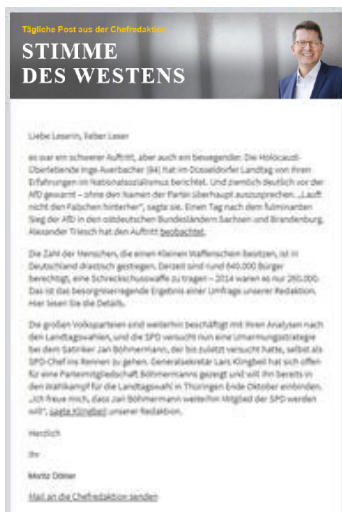 Tägliche Post aus der Chefredaktion
STIMME
DES WESTENS
Liebe Leserin, lieber Leser
es war ein schwerer Auftritt, aber auch ein bewegender. Die Holocaust-
Überlebende Inge Auerbacher (84) hat im Düsseldorfer Landtag von ihren
Erfahrungen im Nationalsozialismus berichtet. Und ziemlich deutlich vor der
AfD gewarnt – ohne den Namen der Partei überhaupt auszusprechen. „Lauft
nicht den Falschen hinterher", sagte sie. Einen Tag nach dem fulminanten
Sieg der AfD in den ostdeutschen Bundesländern Sachsen und Brandenburg.
Alexander Triesch hat den Auftritt beobachtet.
Die Zahl der Menschen, die einen Kleinen Waffenschein besitzen, ist in
Deutschland drastisch gestiegen. Derzeit sind rund 640.000 Bürger
berechtigt, eine Schreckschusswaffe zu tragen – 2014 waren es nur 260.000.
Das ist das besorgniserregende Ergebnis einer Umfrage unserer Redaktion.
Hier lesen Sie die Details.
Die großen Volksparteien sind weiterhin beschäftigt mit ihren Analysen nach
den Landtagswahlen, und die SPD versucht nun eine Umarmungsstrategie
bei dem Satiriker Jan Böhmermann, der bis zuletzt versucht hatte, selbst als
SPD-Chef ins Rennen zu gehen. Generalsekretär Lars Klingbeil hat sich offen
für eine Parteimitgliedschaft Böhmermanns gezeigt und will ihn bereits in
den Wahlkampf für die Landtagswahl in Thüringen Ende Oktober einbinden.
„Ich freue mich, dass Jan Böhmermann weiterhin Mitglied der SPD werden
will", sagte Klingbeil unserer Redaktion.
Herzlich
Ihr
Moritz Döbler
Mail an die Chefredaktion senden